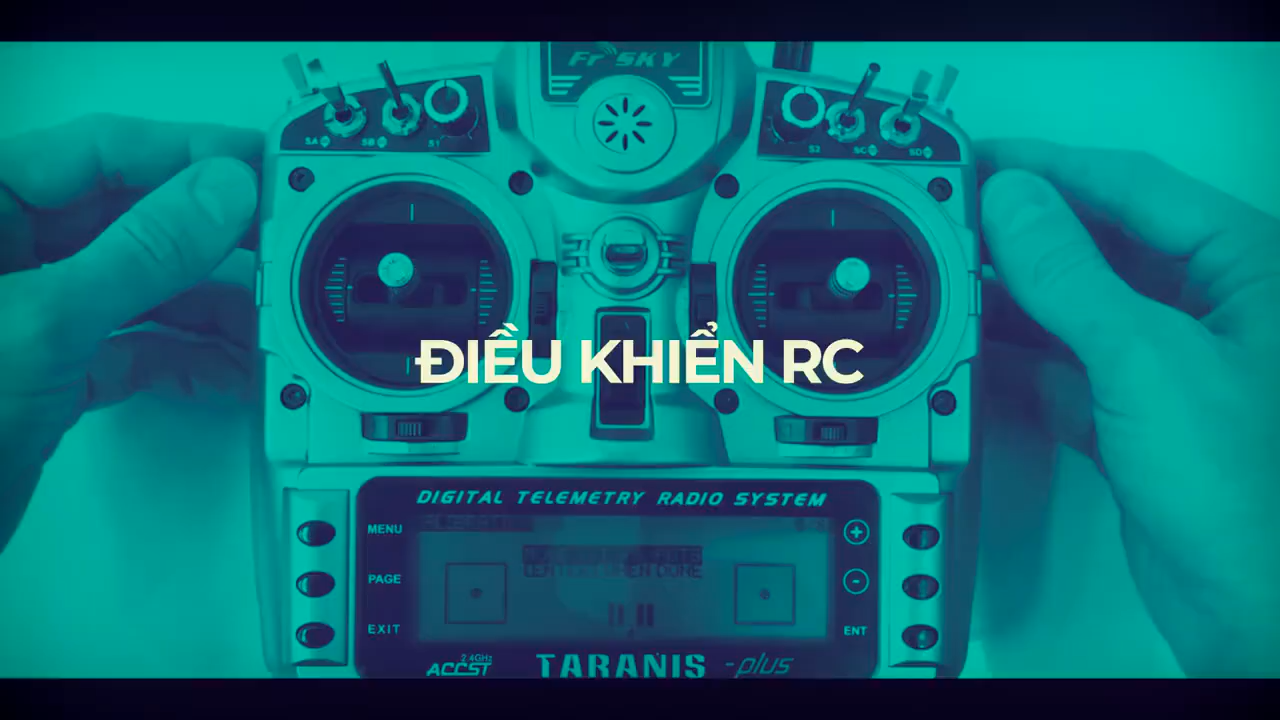 FrSKY
SA SB S1
S2 SC SD
ĐIỀU KHIỂN RC
DIGITAL TELEMETRY RADIO SYSTEM
MENU
PAGE
EXIT
ENT
2.4GHz
ACCST
TARANIS -plus